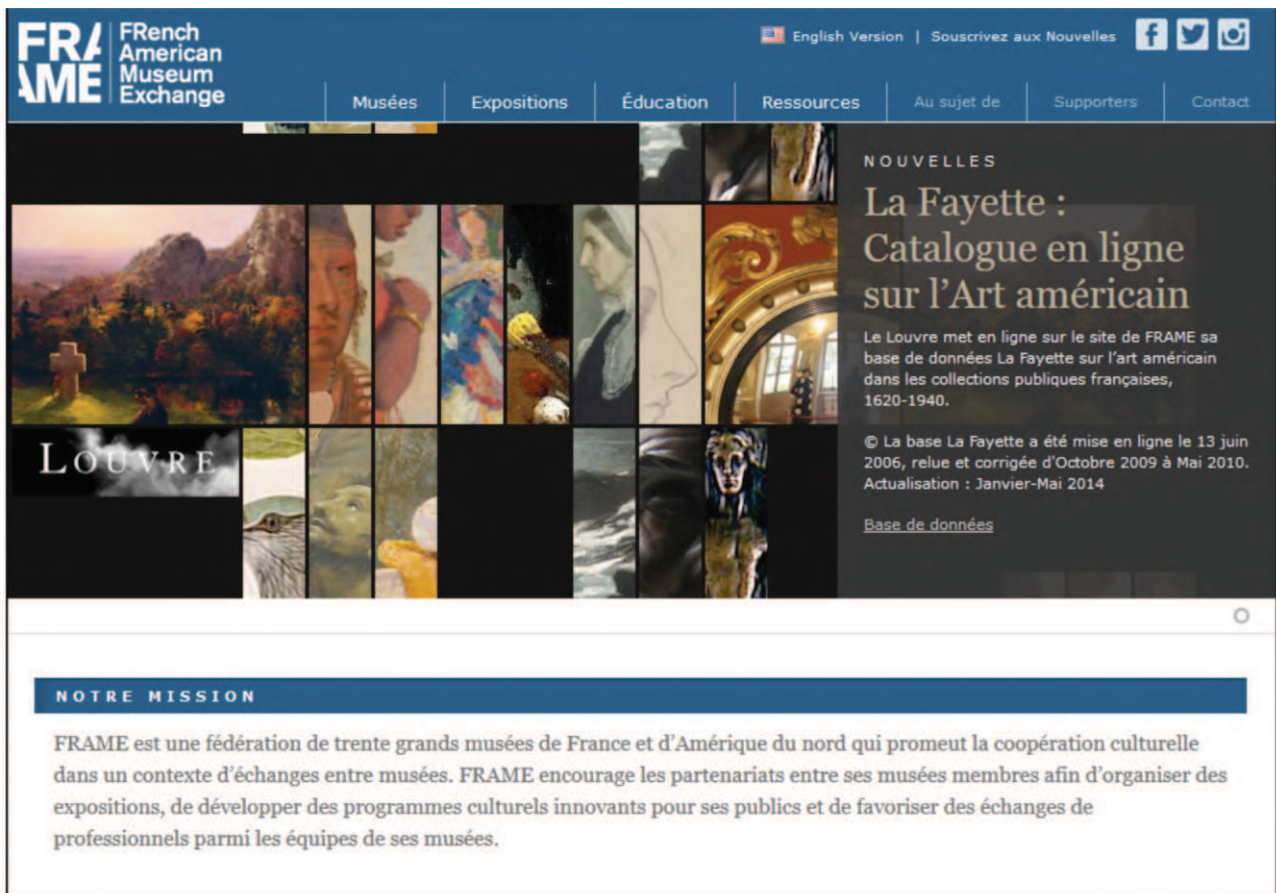 FRAME
FRench
American
Museum
Exchange
English Version | Souscrivez aux Nouvelles
Musées
Expositions
Éducation
Ressources
Au sujet de
Supporters
Contact
NOUVELLES
La Fayette :
Catalogue en ligne
sur l'Art américain
Le Louvre met en ligne sur le site de FRAME sa
base de données La Fayette sur l'art américain
dans les collections publiques françaises,
1620-1940.
© La base La Fayette a été mise en ligne le 13 juin
2006, relue et corrigée d'Octobre 2009 à Mai 2010.
Actualisation : Janvier-Mai 2014
Base de données
LOUVRE
NOTRE MISSION
FRAME est une fédération de trente grands musées de France et d'Amérique du nord qui promeut la coopération culturelle
dans un contexte d'échanges entre musées. FRAME encourage les partenariats entre ses musées membres afin d'organiser des
expositions, de développer des programmes culturels innovants pour ses publics et de favoriser des échanges de
professionnels parmi les équipes de ses musées.